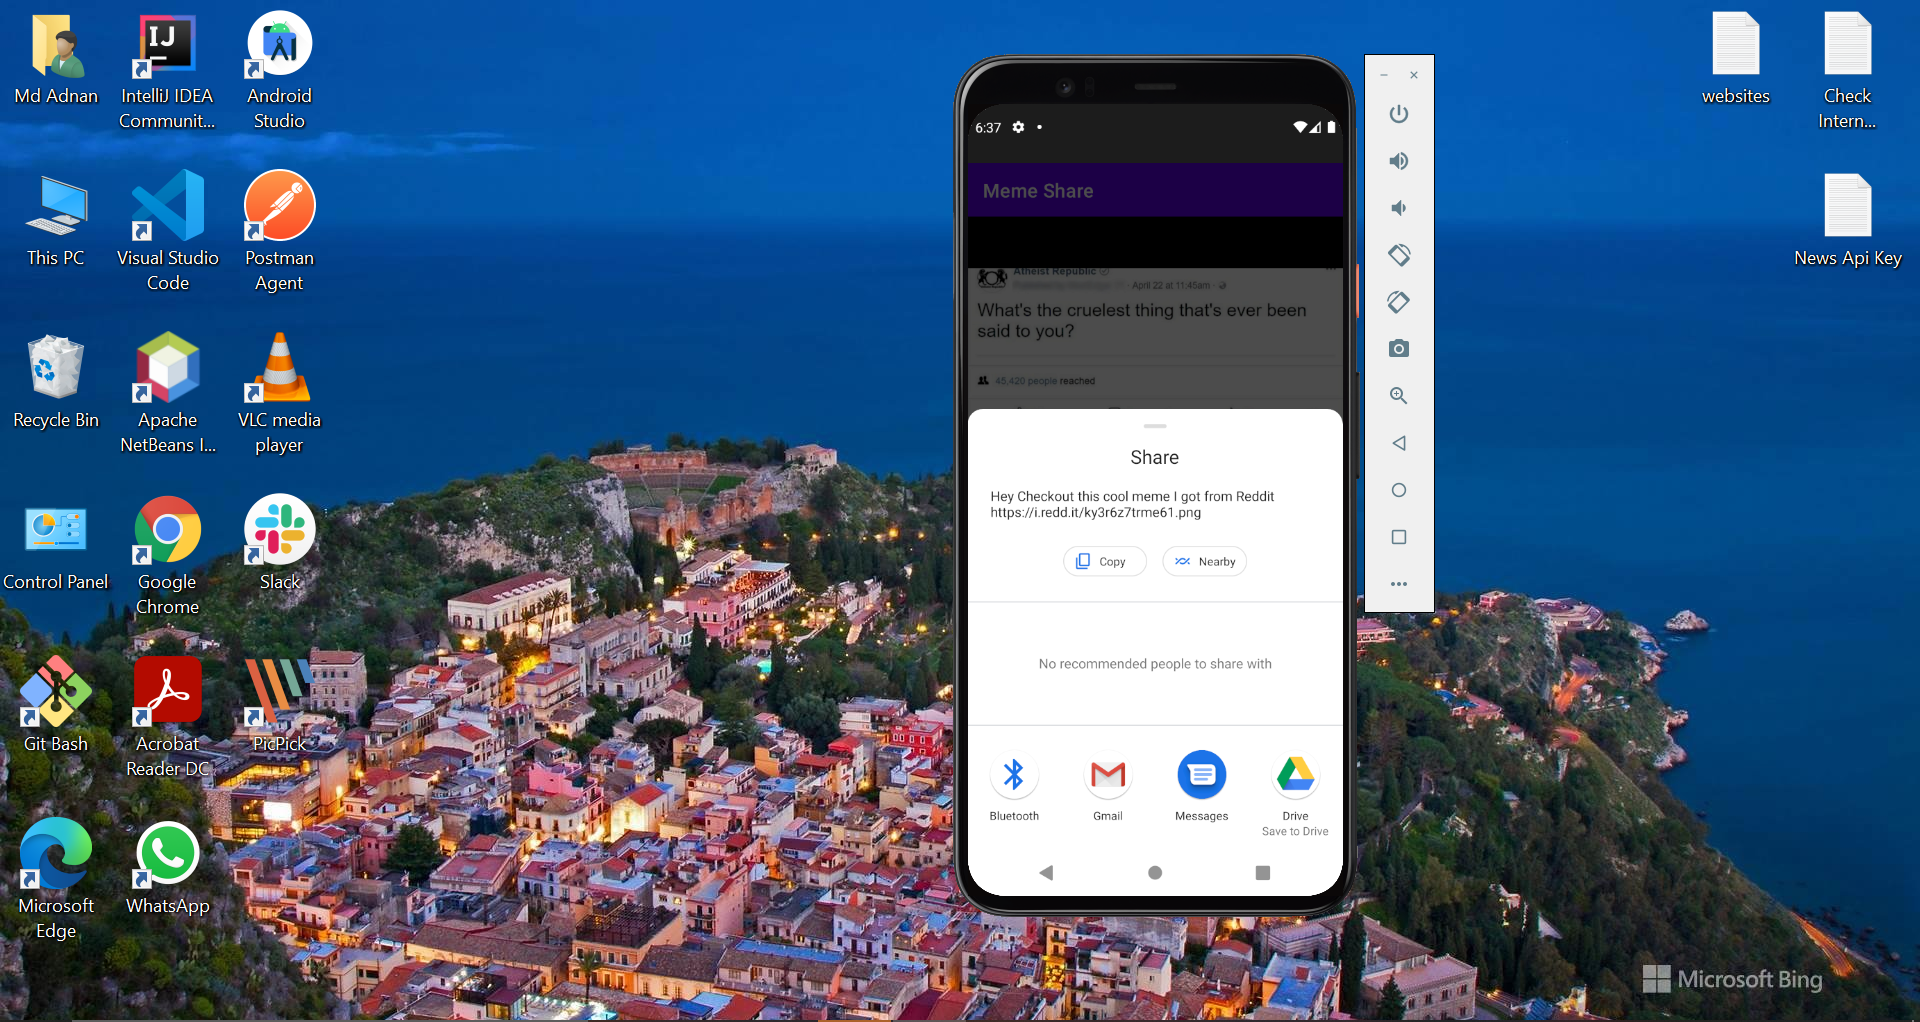 Md Adnan
IntelliJ IDEA
Communit...
Android
Studio
This PC
Visual Studio
Code
Postman
Agent
Recycle Bin
Apache
NetBeans I...
VLC media
player
Control Panel
Google
Chrome
Slack
Git Bash
Acrobat
Reader DC
PicPick
Microsoft
Edge
WhatsApp
IJ
6:37
Meme Share
Atheist Republic
· April 22 at 11:45am ·
What's the cruelest thing that's ever been
said to you?
45,420 people reached
Share
Hey Checkout this cool meme I got from Reddit
https://i.redd.it/ky3r6z7trme61.png
Copy
Nearby
No recommended people to share with
Bluetooth
Gmail
Messages
Drive
Save to Drive
websites
Check
Intern...
News Api Key
Microsoft Bing